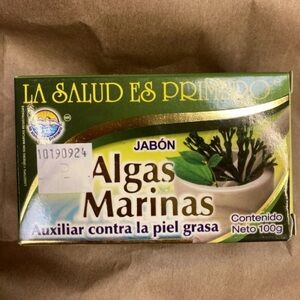 LA SALUD ES PRIMERO
10190924
JABÓN
Algas
Marinas
Auxiliar contra la piel grasa
Contenido
Neto 100g